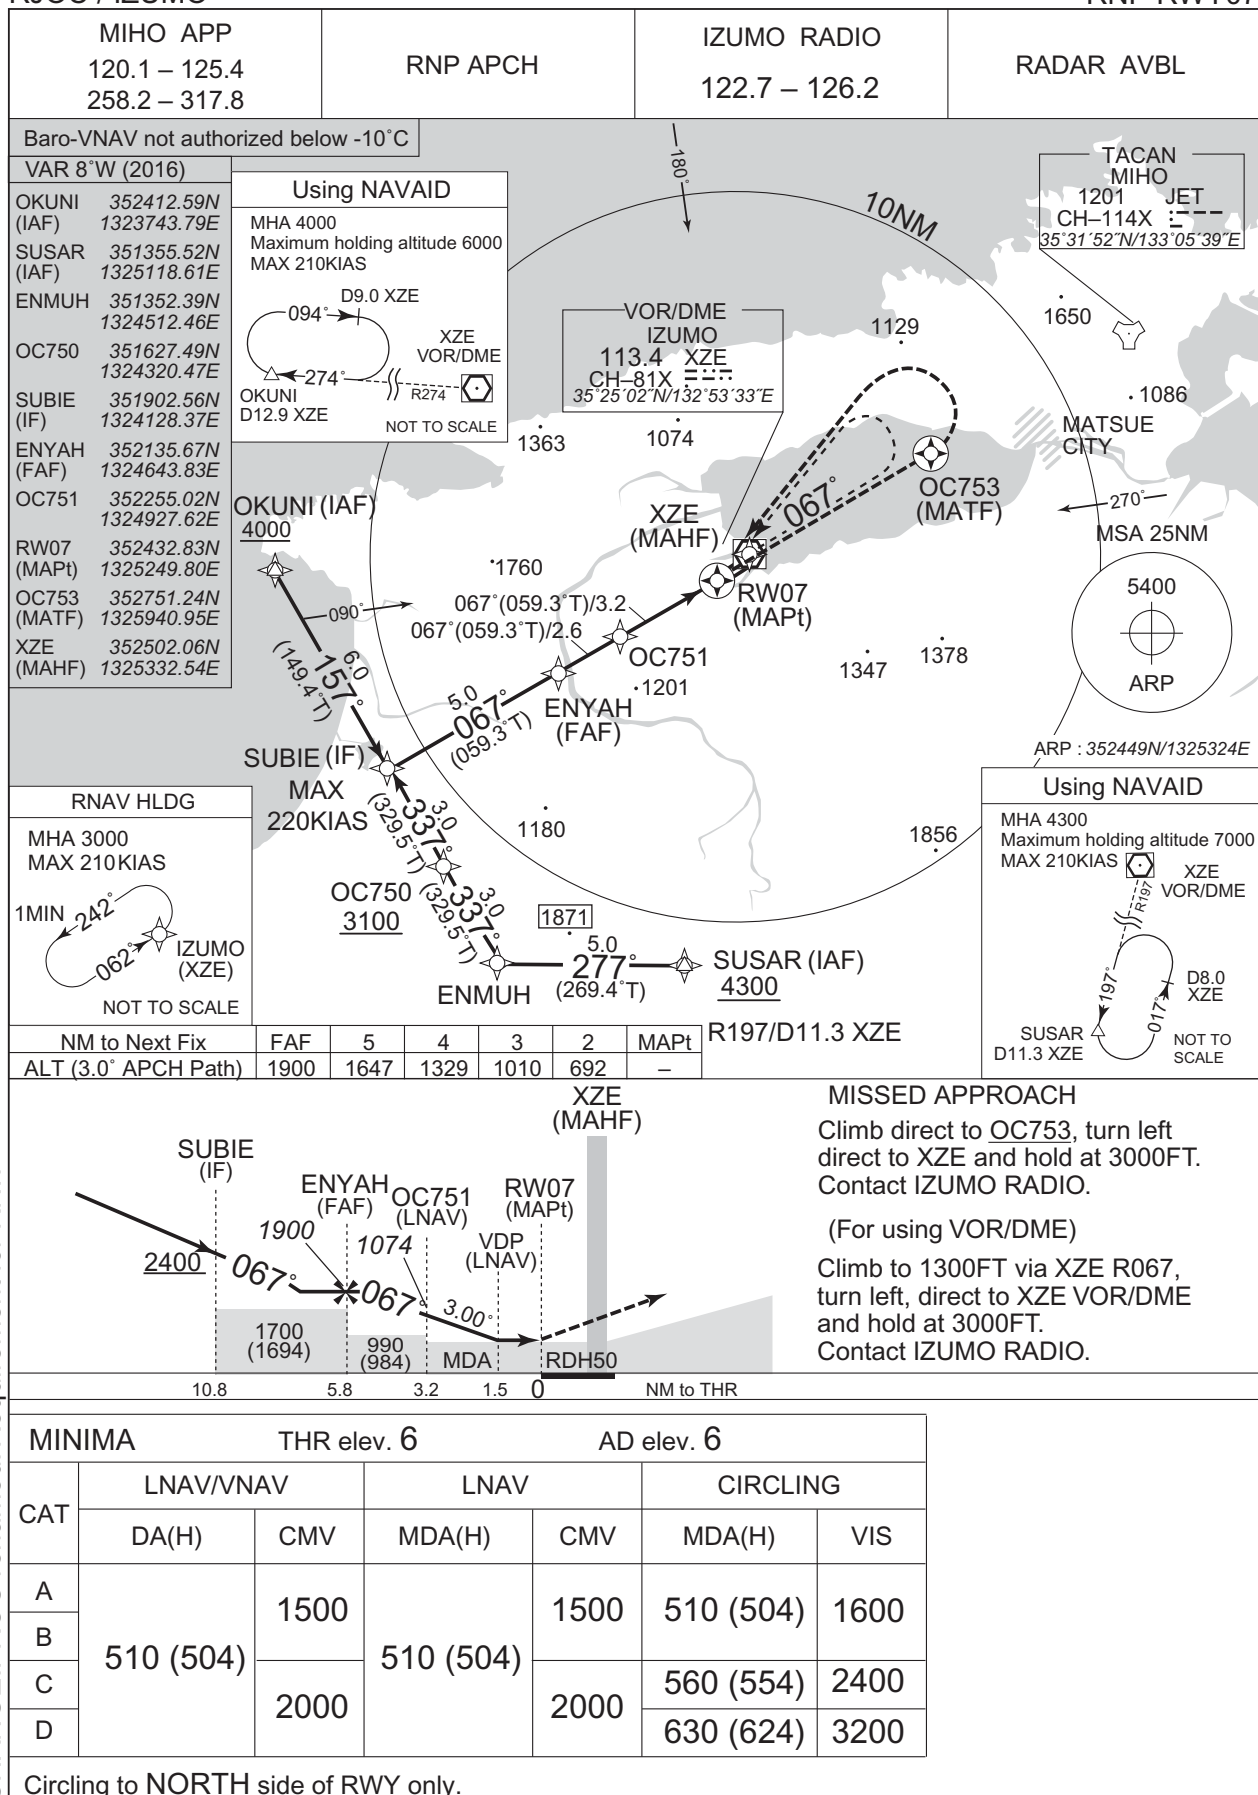 MIHO APP
120.1 – 125.4
258.2 – 317.8
RNP APCH
IZUMO RADIO
122.7 – 126.2
RADAR AVBL
Baro-VNAV not authorized below -10˚C
VAR 8˚W (2016)
OKUNI 352412.59N
(IAF) 1323743.79E
SUSAR 351355.52N
(IAF) 1325118.61E
ENMUH 351352.39N
1324512.46E
OC750 351627.49N
1324320.47E
SUBIE 351902.56N
(IF) 1324128.37E
ENYAH 352135.67N
(FAF) 1324643.83E
OC751 352255.02N
1324927.62E
RW07 352432.83N
(MAPt) 1325249.80E
OC753 352751.24N
(MATF) 1325940.95E
XZE 352502.06N
(MAHF) 1325332.54E
Using NAVAID
MHA 4000
Maximum holding altitude 6000
MAX 210KIAS
D9.0 XZE
094˚
XZE
VOR/DME
274˚
R274
OKUNI
D12.9 XZE
NOT TO SCALE
180˚
10NM
TACAN
MIHO
1201 JET
CH–114X
35˚31´52˝N/133˚05´39˝E
VOR/DME
IZUMO
113.4 XZE
CH–81X
35˚25´02˝N/132˚53´33˝E
1129
1650
1086
1363
1074
MATSUE
CITY
OKUNI (IAF)
4000
067˚
OC753
(MATF)
XZE
(MAHF)
270˚
MSA 25NM
5400
ARP
ARP : 352449N/1325324E
1760
RW07
(MAPt)
090˚
067˚(059.3˚T)/3.2
067˚(059.3˚T)/2.6
OC751
1201
1347
1378
6.0
157˚
(149.4˚T)
5.0
067˚
(059.3˚T)
ENYAH
(FAF)
SUBIE (IF)
MAX
220KIAS
3.0
337˚
(329.5˚T)
1180
1856
OC750
3100
3.0
337˚
(329.5˚T)
1871
5.0
277˚
(269.4˚T)
ENMUH
SUSAR (IAF)
4300
R197/D11.3 XZE
RNAV HLDG
MHA 3000
MAX 210KIAS
1MIN
242˚
062˚
IZUMO
(XZE)
NOT TO SCALE
Using NAVAID
MHA 4300
Maximum holding altitude 7000
MAX 210KIAS
XZE
VOR/DME
R197
197˚
017˚
D8.0
XZE
SUSAR
D11.3 XZE
NOT TO
SCALE
NM to Next Fix FAF 5 4 3 2 MAPt
ALT (3.0˚ APCH Path) 1900 1647 1329 1010 692 –
XZE
(MAHF)
SUBIE
(IF)
ENYAH
(FAF)
OC751
(LNAV)
RW07
(MAPt)
VDP
(LNAV)
1900
1074
2400
067˚
067˚
3.00˚
1700
(1694)
990
(984)
MDA
RDH50
10.8 5.8 3.2 1.5 0 NM to THR
MISSED APPROACH
Climb direct to OC753, turn left
direct to XZE and hold at 3000FT.
Contact IZUMO RADIO.
(For using VOR/DME)
Climb to 1300FT via XZE R067,
turn left, direct to XZE VOR/DME
and hold at 3000FT.
Contact IZUMO RADIO.
MINIMA THR elev. 6 AD elev. 6
CAT LNAV/VNAV LNAV CIRCLING
DA(H) CMV MDA(H) CMV MDA(H) VIS
A
B
C
D
510 (504)
1500
2000
510 (504)
1500
2000
510 (504) 1600
560 (554) 2400
630 (624) 3200
Circling to NORTH side of RWY only.